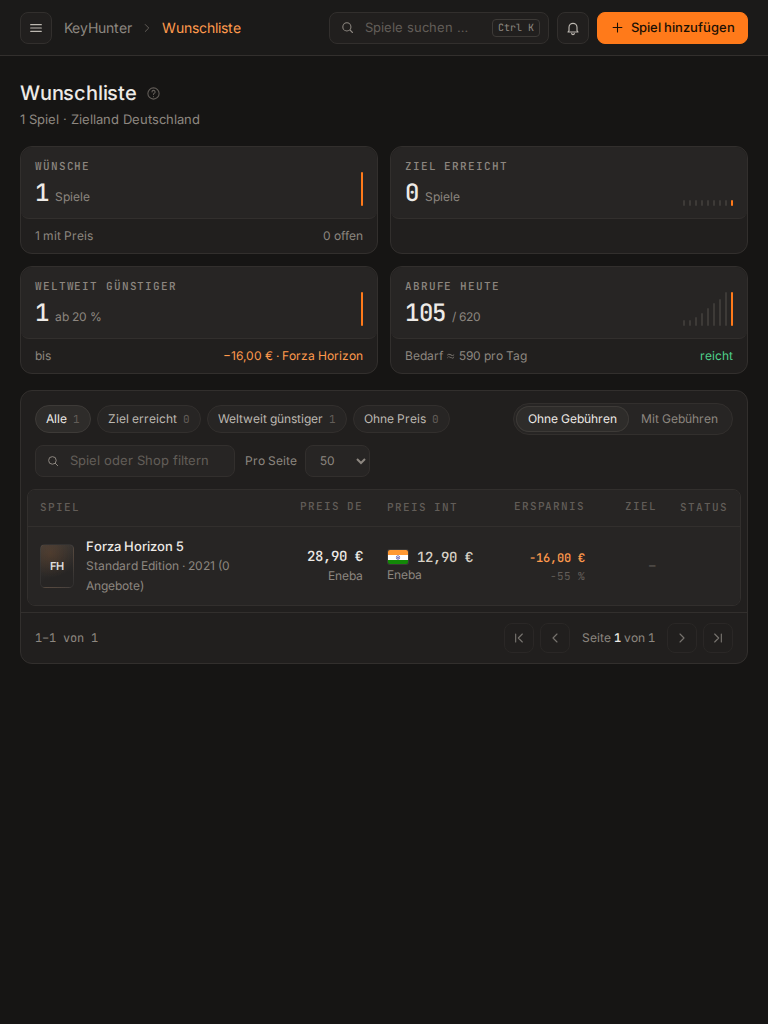 KeyHunter > Wunschliste Spiele suchen ... Ctrl K + Spiel hinzufügen
Wunschliste
1 Spiel · Zielland Deutschland
WÜNSCHE
1 Spiele
1 mit Preis 0 offen
ZIEL ERREICHT
0 Spiele
WELTWEIT GÜNSTIGER
1 ab 20 %
bis −16,00 € · Forza Horizon
ABRUFE HEUTE
105 / 620
Bedarf ≈ 590 pro Tag reicht
Alle 1 Ziel erreicht 0 Weltweit günstiger 1 Ohne Preis 0 Ohne Gebühren Mit Gebühren
Spiel oder Shop filtern Pro Seite 50
SPIEL PREIS DE PREIS INT ERSPARNIS ZIEL STATUS
FH
Forza Horizon 5
Standard Edition · 2021 (0
Angebote)
28,90 €
Eneba
12,90 €
Eneba
-16,00 €
-55 %
–
1–1 von 1 Seite 1 von 1